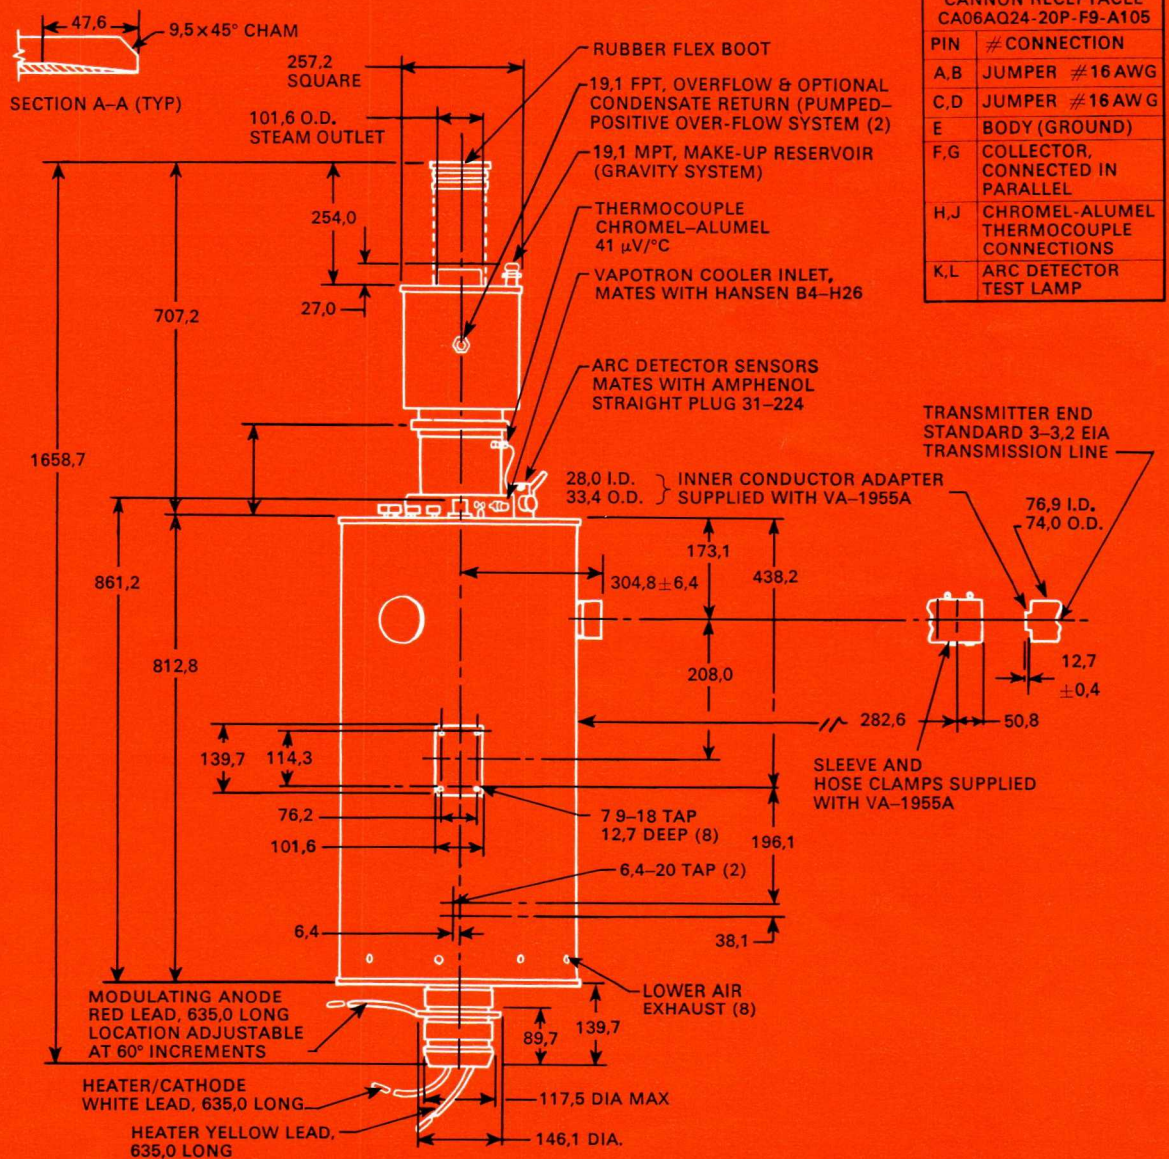 47,6
9,5×45° CHAM
SECTION A–A (TYP)
257,2
SQUARE
101,6 O.D.
STEAM OUTLET
RUBBER FLEX BOOT
19,1 FPT, OVERFLOW & OPTIONAL
CONDENSATE RETURN (PUMPED–
POSITIVE OVER-FLOW SYSTEM (2)
19,1 MPT, MAKE-UP RESERVOIR
(GRAVITY SYSTEM)
THERMOCOUPLE
CHROMEL–ALUMEL
41 μV/°C
VAPOTRON COOLER INLET,
MATES WITH HANSEN B4–H26
ARC DETECTOR SENSORS
MATES WITH AMPHENOL
STRAIGHT PLUG 31–224
CANNON RECEPTACLE
CA06AQ24-20P-F9-A105
PIN #CONNECTION
A,B JUMPER #16 AWG
C,D JUMPER #16 AWG
E BODY (GROUND)
F,G COLLECTOR,
CONNECTED IN
PARALLEL
H,J CHROMEL-ALUMEL
THERMOCOUPLE
CONNECTIONS
K,L ARC DETECTOR
TEST LAMP
254,0
27,0
707,2
1658,7
861,2
812,8
28,0 I.D.
33,4 O.D.
} INNER CONDUCTOR ADAPTER
SUPPLIED WITH VA–1955A
TRANSMITTER END
STANDARD 3–3,2 EIA
TRANSMISSION LINE
76,9 I.D.
74,0 O.D.
173,1
304,8±6,4
438,2
208,0
12,7
±0,4
282,6
50,8
SLEEVE AND
HOSE CLAMPS SUPPLIED
WITH VA–1955A
139,7
114,3
76,2
101,6
7 9–18 TAP
12,7 DEEP (8)
196,1
6,4–20 TAP (2)
6,4
38,1
LOWER AIR
EXHAUST (8)
MODULATING ANODE
RED LEAD, 635,0 LONG
LOCATION ADJUSTABLE
AT 60° INCREMENTS
89,7
139,7
HEATER/CATHODE
WHITE LEAD, 635,0 LONG
117,5 DIA MAX
HEATER YELLOW LEAD,
635,0 LONG
146,1 DIA.